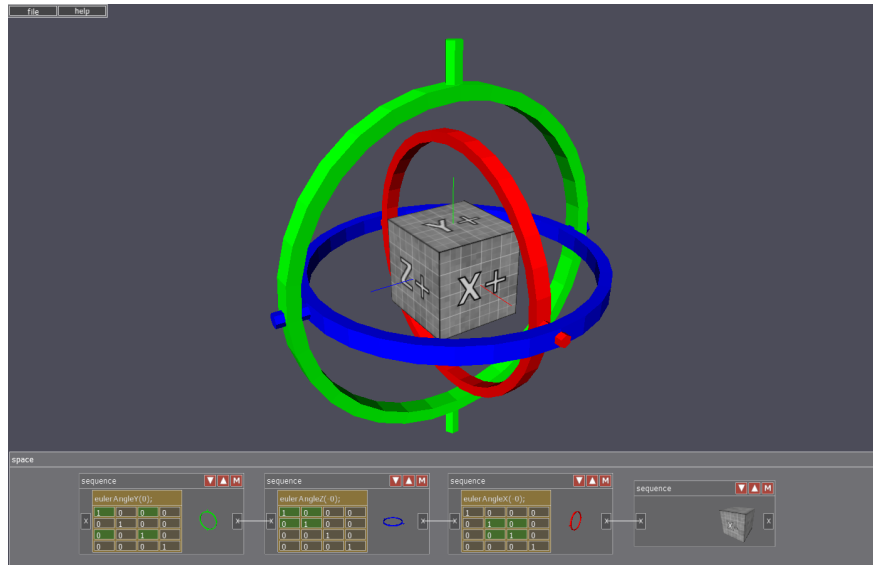 file help
Y+
Z+
X+
space
sequence ▼ ▲ M
eulerAngleY(0);
1 0 0 0
0 1 0 0
0 0 1 0
0 0 0 1
x x
sequence ▼ ▲ M
eulerAngleZ(-0);
1 0 0 0
0 1 0 0
0 0 1 0
0 0 0 1
x x
sequence ▼ ▲ M
eulerAngleX(-0);
1 0 0 0
0 1 0 0
0 0 1 0
0 0 0 1
x x
sequence ▼ ▲ M
x x